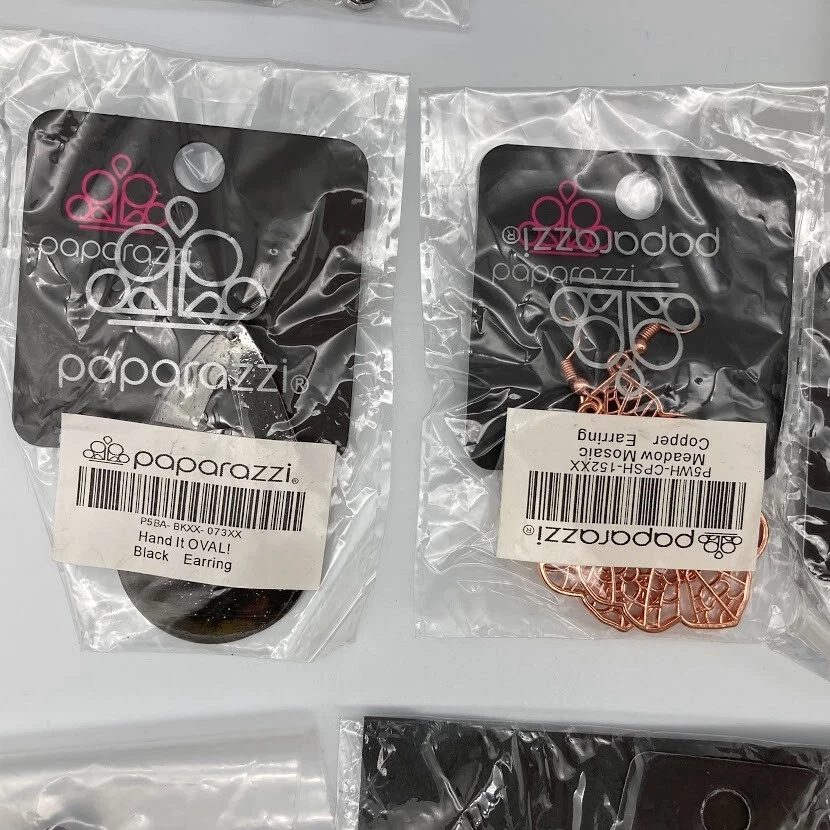 paparazzi
paparazzi®
paparazzi®
P5BA-BKXX-073XX
Hand It OVAL!
Black Earring
paparazzi®
paparazzi
paparazzi®
P5WH-CPSH-152XX
Meadow Mosaic
Copper Earring